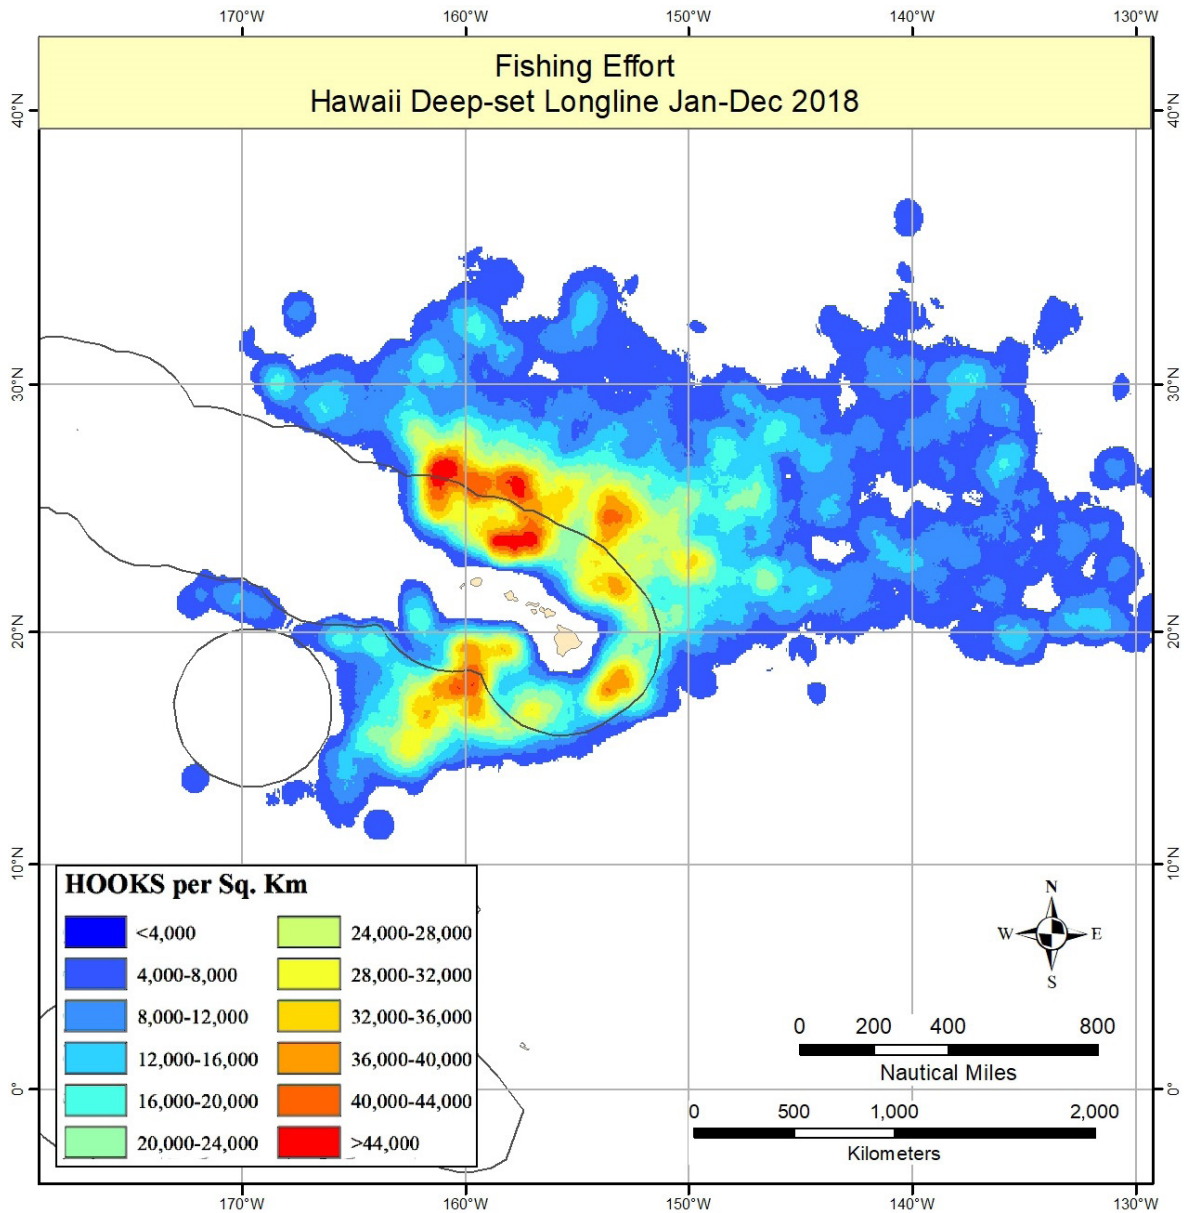 170°W 160°W 150°W 140°W 130°W
Fishing Effort
Hawaii Deep-set Longline Jan-Dec 2018
40°N 40°N
30°N 30°N
20°N 20°N
10°N 10°N
HOOKS per Sq. Km
<4,000 24,000-28,000
4,000-8,000 28,000-32,000
8,000-12,000 32,000-36,000
12,000-16,000 36,000-40,000
16,000-20,000 40,000-44,000
20,000-24,000 >44,000
N
W E
S
0 200 400 800
Nautical Miles
0° 0°
0 500 1,000 2,000
Kilometers
170°W 160°W 150°W 140°W 130°W